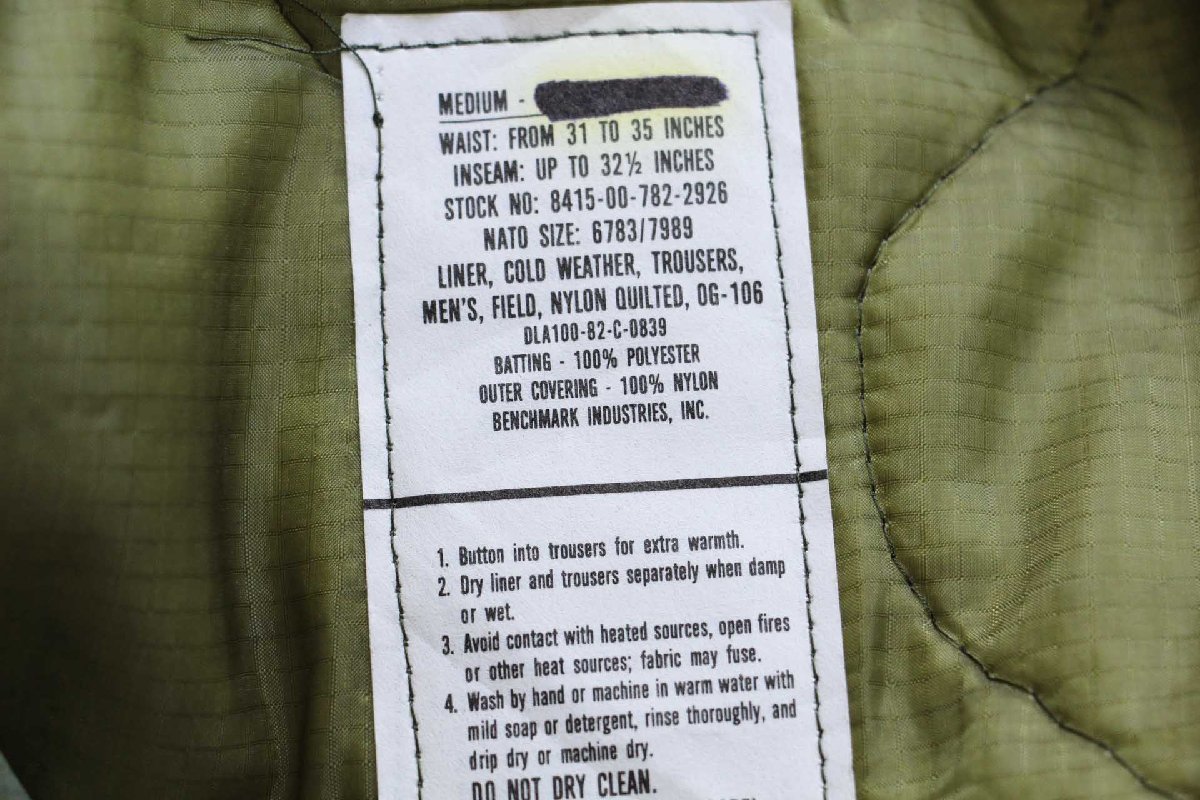 MEDIUM -
WAIST: FROM 31 TO 35 INCHES
INSEAM: UP TO 32½ INCHES
STOCK NO: 8415-00-782-2926
NATO SIZE: 6783/7989
LINER, COLD WEATHER, TROUSERS,
MEN'S, FIELD, NYLON QUILTED, OG-106
DLA100-82-C-0839
BATTING - 100% POLYESTER
OUTER COVERING - 100% NYLON
BENCHMARK INDUSTRIES, INC.
1. Button into trousers for extra warmth.
2. Dry liner and trousers separately when damp
or wet.
3. Avoid contact with heated sources, open fires
or other heat sources; fabric may fuse.
4. Wash by hand or machine in warm water with
mild soap or detergent, rinse thoroughly, and
drip dry or machine dry.
DO NOT DRY CLEAN.